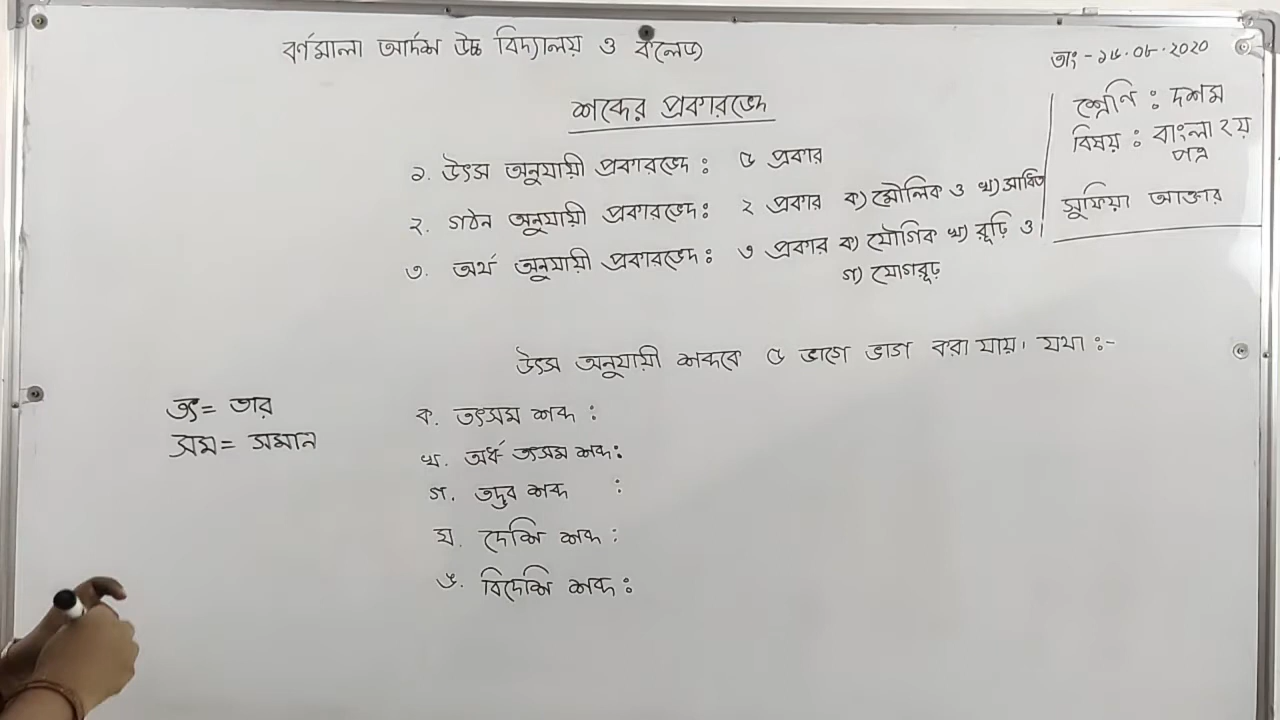 বর্ণমালা আর্দশ উচ্চ বিদ্যালয় ও কলেজ
তাং - ১৫.০৮.2020
শ্রেণি : দশম
বিষয় : বাংলা ২য়
পত্র
সুফিয়া আক্তার
শব্দের প্রকারভেদ
১. উৎস অনুযায়ী প্রকারভেদ : ৫ প্রকার
২. গঠন অনুযায়ী প্রকারভেদ : ২ প্রকার ক) মৌলিক ও খ) সাধিত
৩. অর্থ অনুযায়ী প্রকারভেদ : ৩ প্রকার ক) যৌগিক খ) রূঢ়ি ও
গ) যোগরূঢ়
উৎস অনুযায়ী শব্দকে ৫ ভাগে ভাগ করা যায়। যথা :-
তৎ = তার
সম = সমান
ক. তৎসম শব্দ :
খ. অর্ধ তৎসম শব্দ :
গ. তদ্ভব শব্দ :
ঘ. দেশি শব্দ :
ঙ. বিদেশি শব্দ :